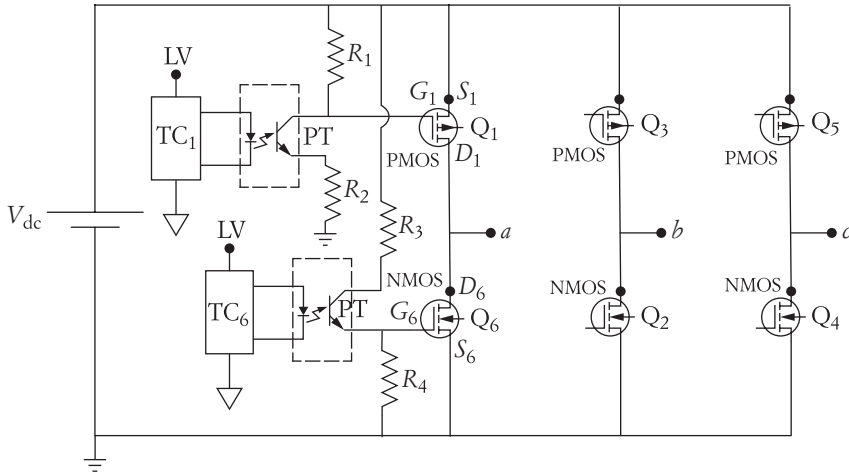 LV
TC₁
PT
R₁
G₁
S₁
Q₁
D₁
PMOS
R₂
Q₃
PMOS
Q₅
PMOS
V_dc
LV
TC₆
PT
R₃
a
b
c
NMOS
D₆
G₆
Q₆
S₆
R₄
NMOS
Q₂
NMOS
Q₄